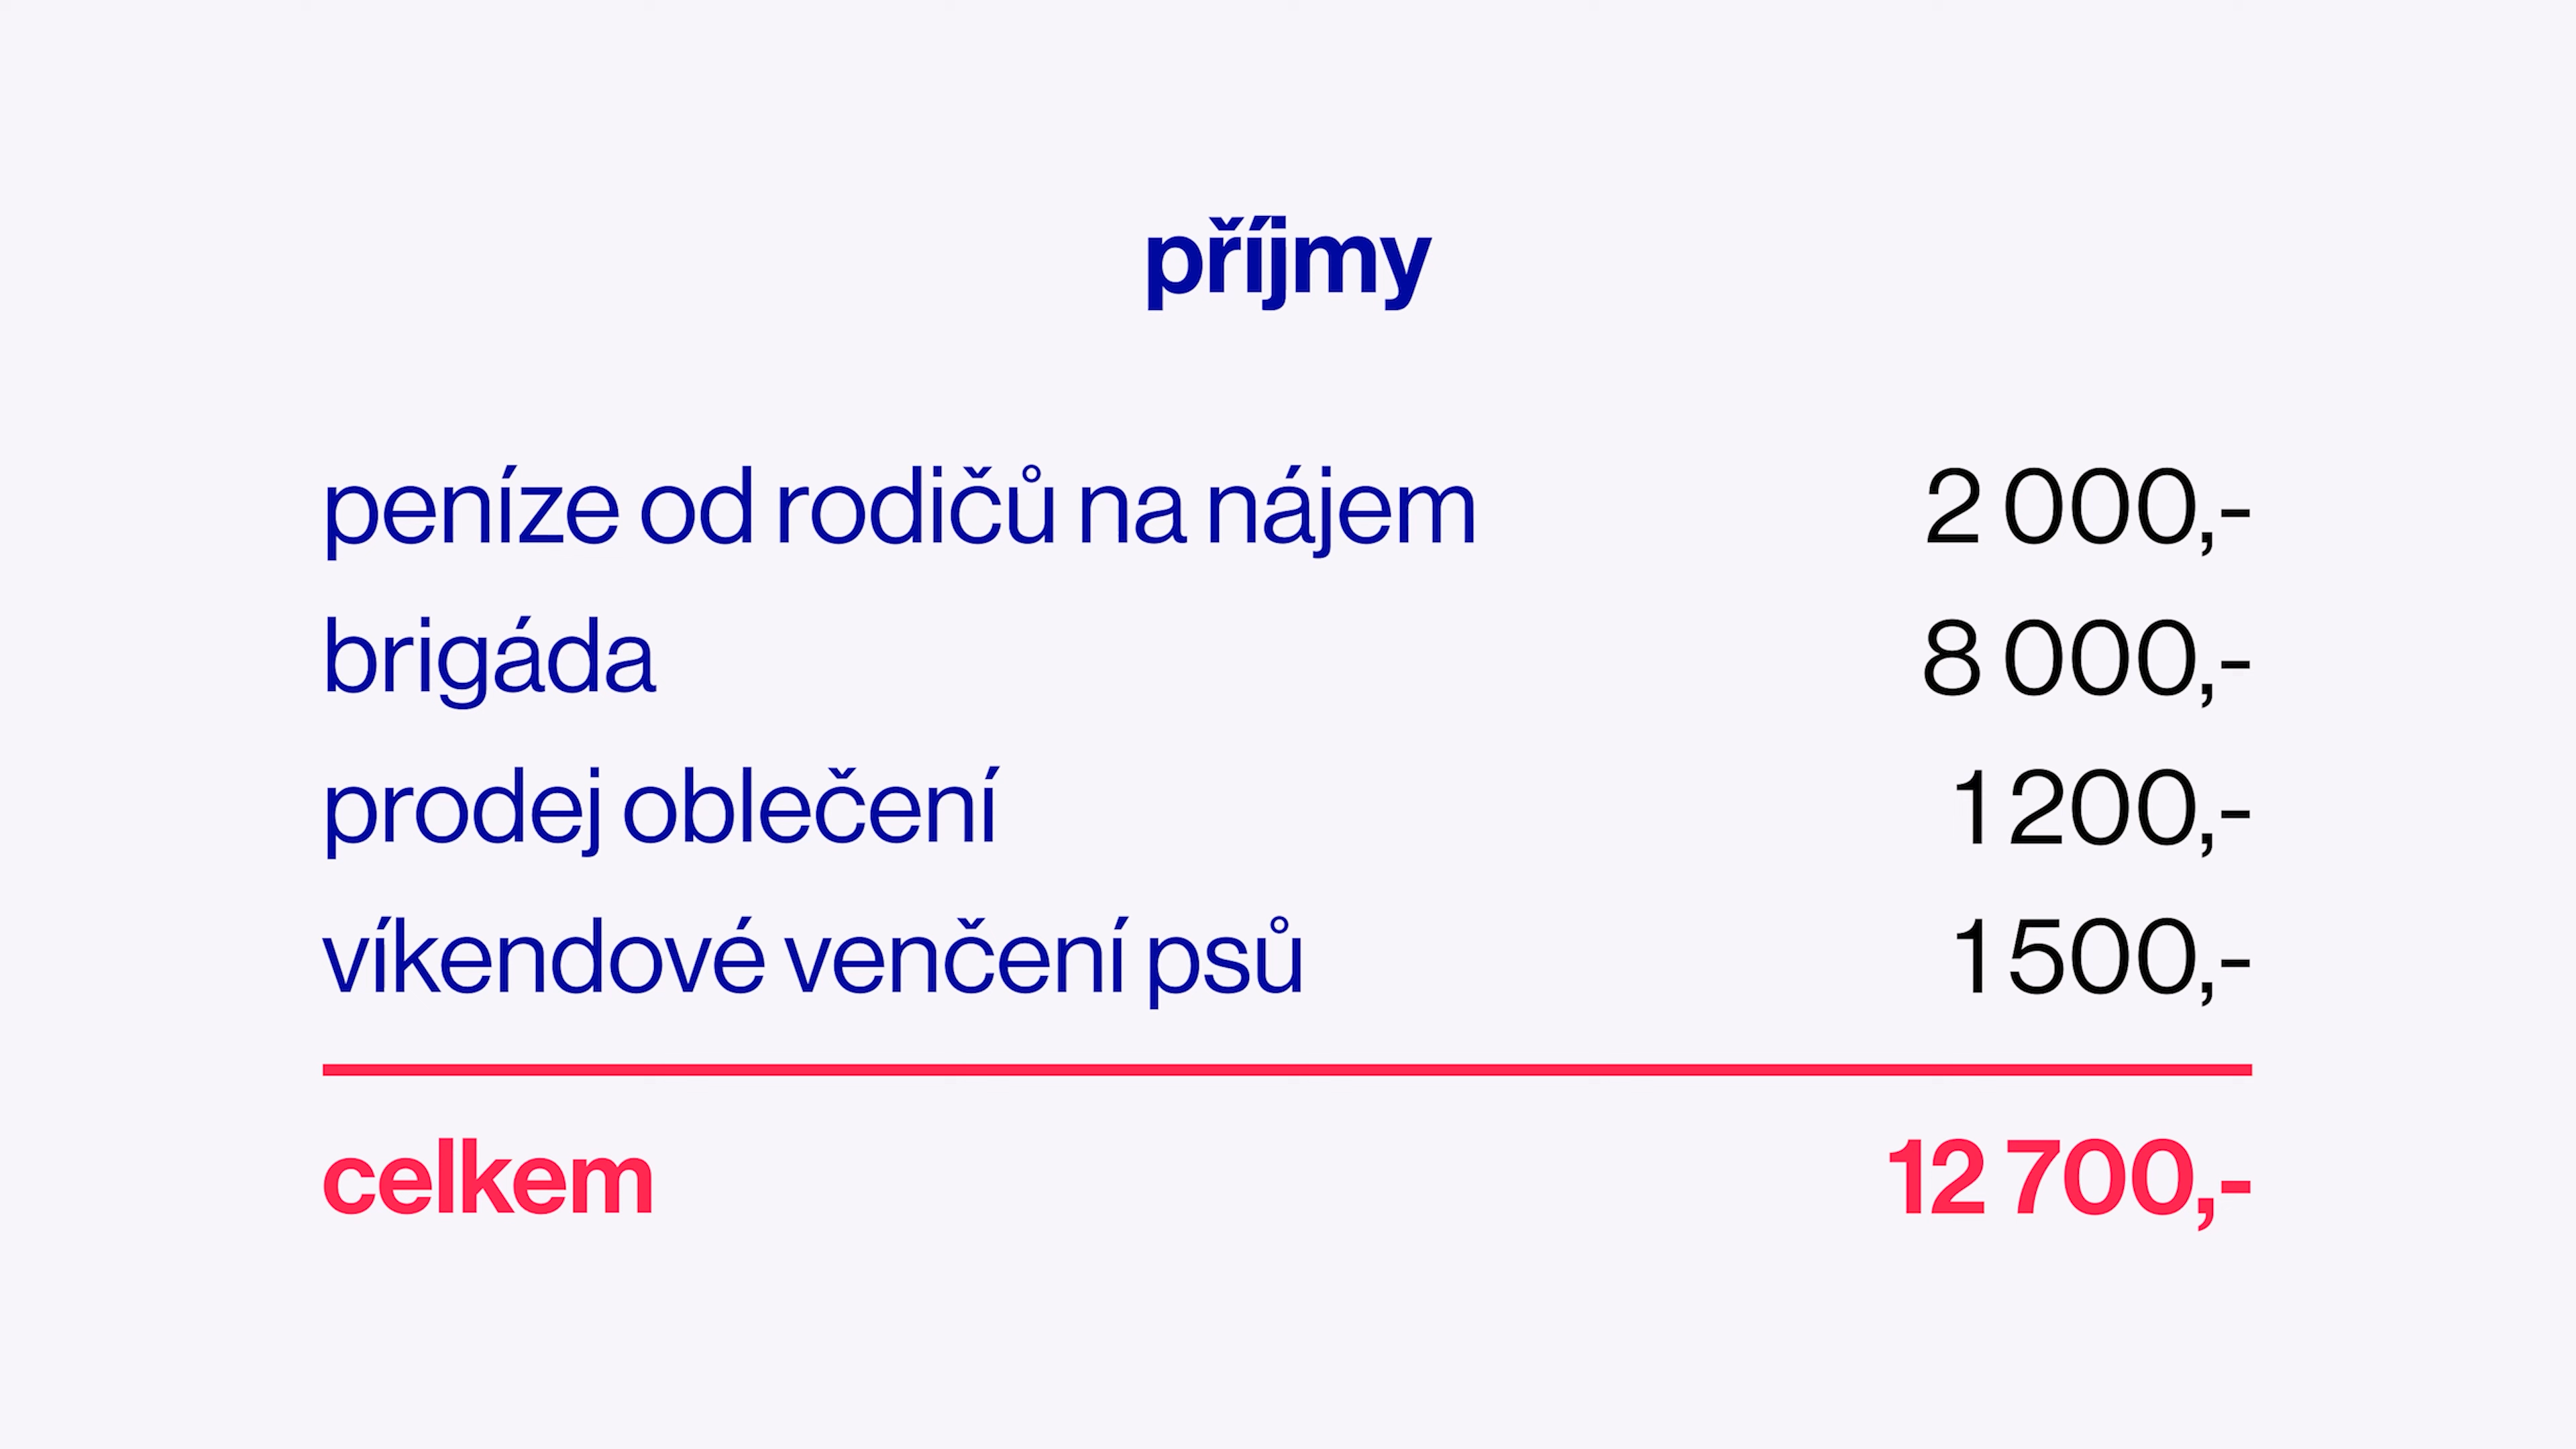 příjmy
peníze od rodičů na nájem 2 000,-
brigáda 8 000,-
prodej oblečení 1 200,-
víkendové venčení psů 1 500,-
celkem 12 700,-